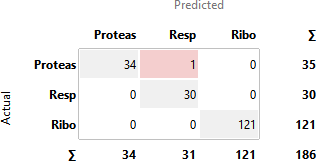 Predicted
Proteas Resp Ribo Σ
Actual
Proteas 34 1 0 35
Resp 0 30 0 30
Ribo 0 0 121 121
Σ 34 31 121 186